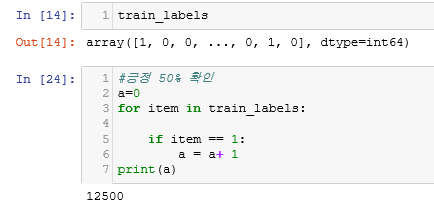 In [14]: 1 train_labels
Out[14]: array([1, 0, 0, ..., 0, 1, 0], dtype=int64)
In [24]: 1 #긍정 50% 확인
2 a=0
3 for item in train_labels:
4
5 if item == 1:
6 a = a+ 1
7 print(a)
12500